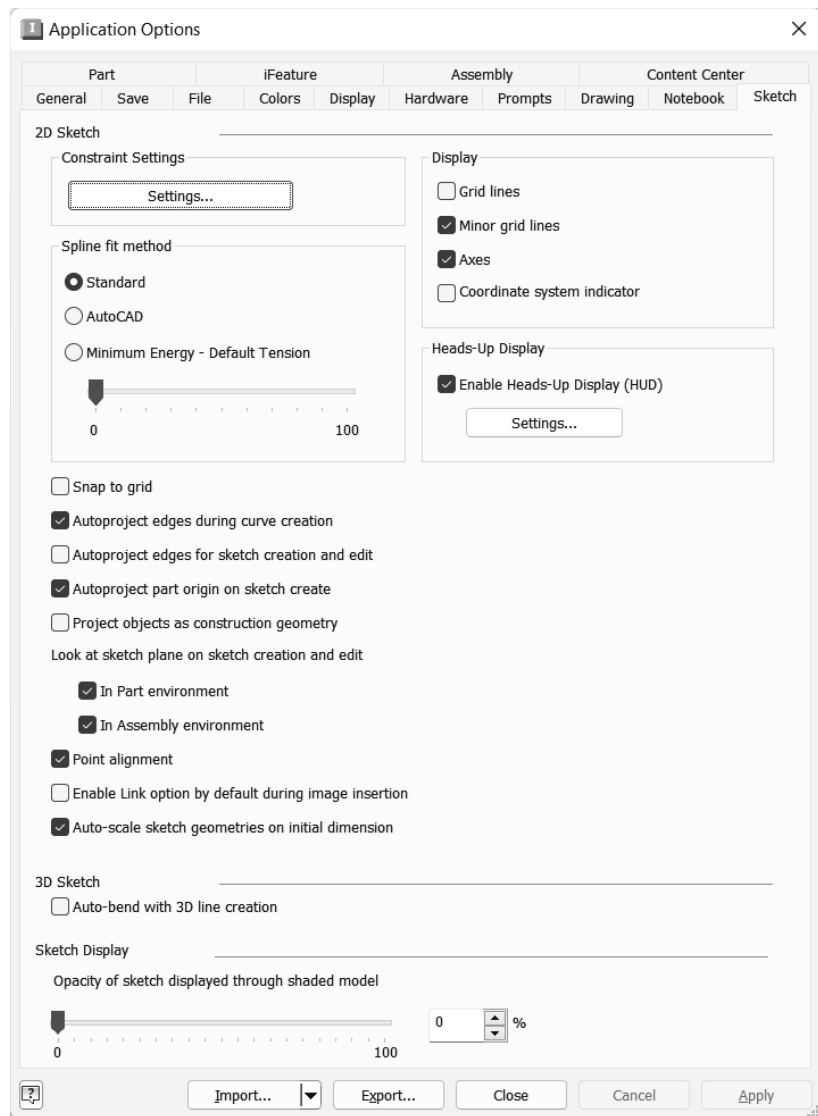 I Application Options
Part iFeature Assembly Content Center
General Save File Colors Display Hardware Prompts Drawing Notebook Sketch
2D Sketch
Constraint Settings
Settings...
Spline fit method
Standard
AutoCAD
Minimum Energy - Default Tension
0 100
Display
Grid lines
Minor grid lines
Axes
Coordinate system indicator
Heads-Up Display
Enable Heads-Up Display (HUD)
Settings...
Snap to grid
Autoproject edges during curve creation
Autoproject edges for sketch creation and edit
Autoproject part origin on sketch create
Project objects as construction geometry
Look at sketch plane on sketch creation and edit
In Part environment
In Assembly environment
Point alignment
Enable Link option by default during image insertion
Auto-scale sketch geometries on initial dimension
3D Sketch
Auto-bend with 3D line creation
Sketch Display
Opacity of sketch displayed through shaded model
0 %
0 100
? Import... Export... Close Cancel Apply